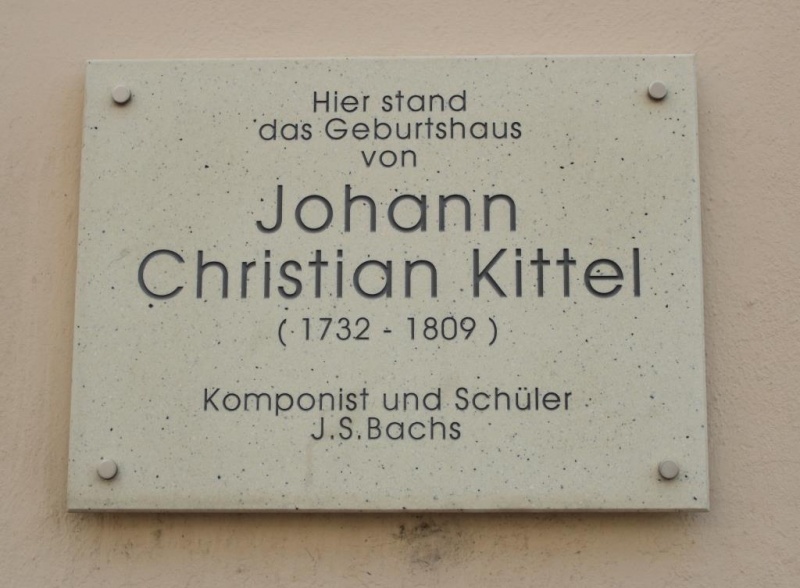 Hier stand
das Geburtshaus
von
Johann
Christian Kittel
( 1732 - 1809 )
Komponist und Schüler
J.S.Bachs